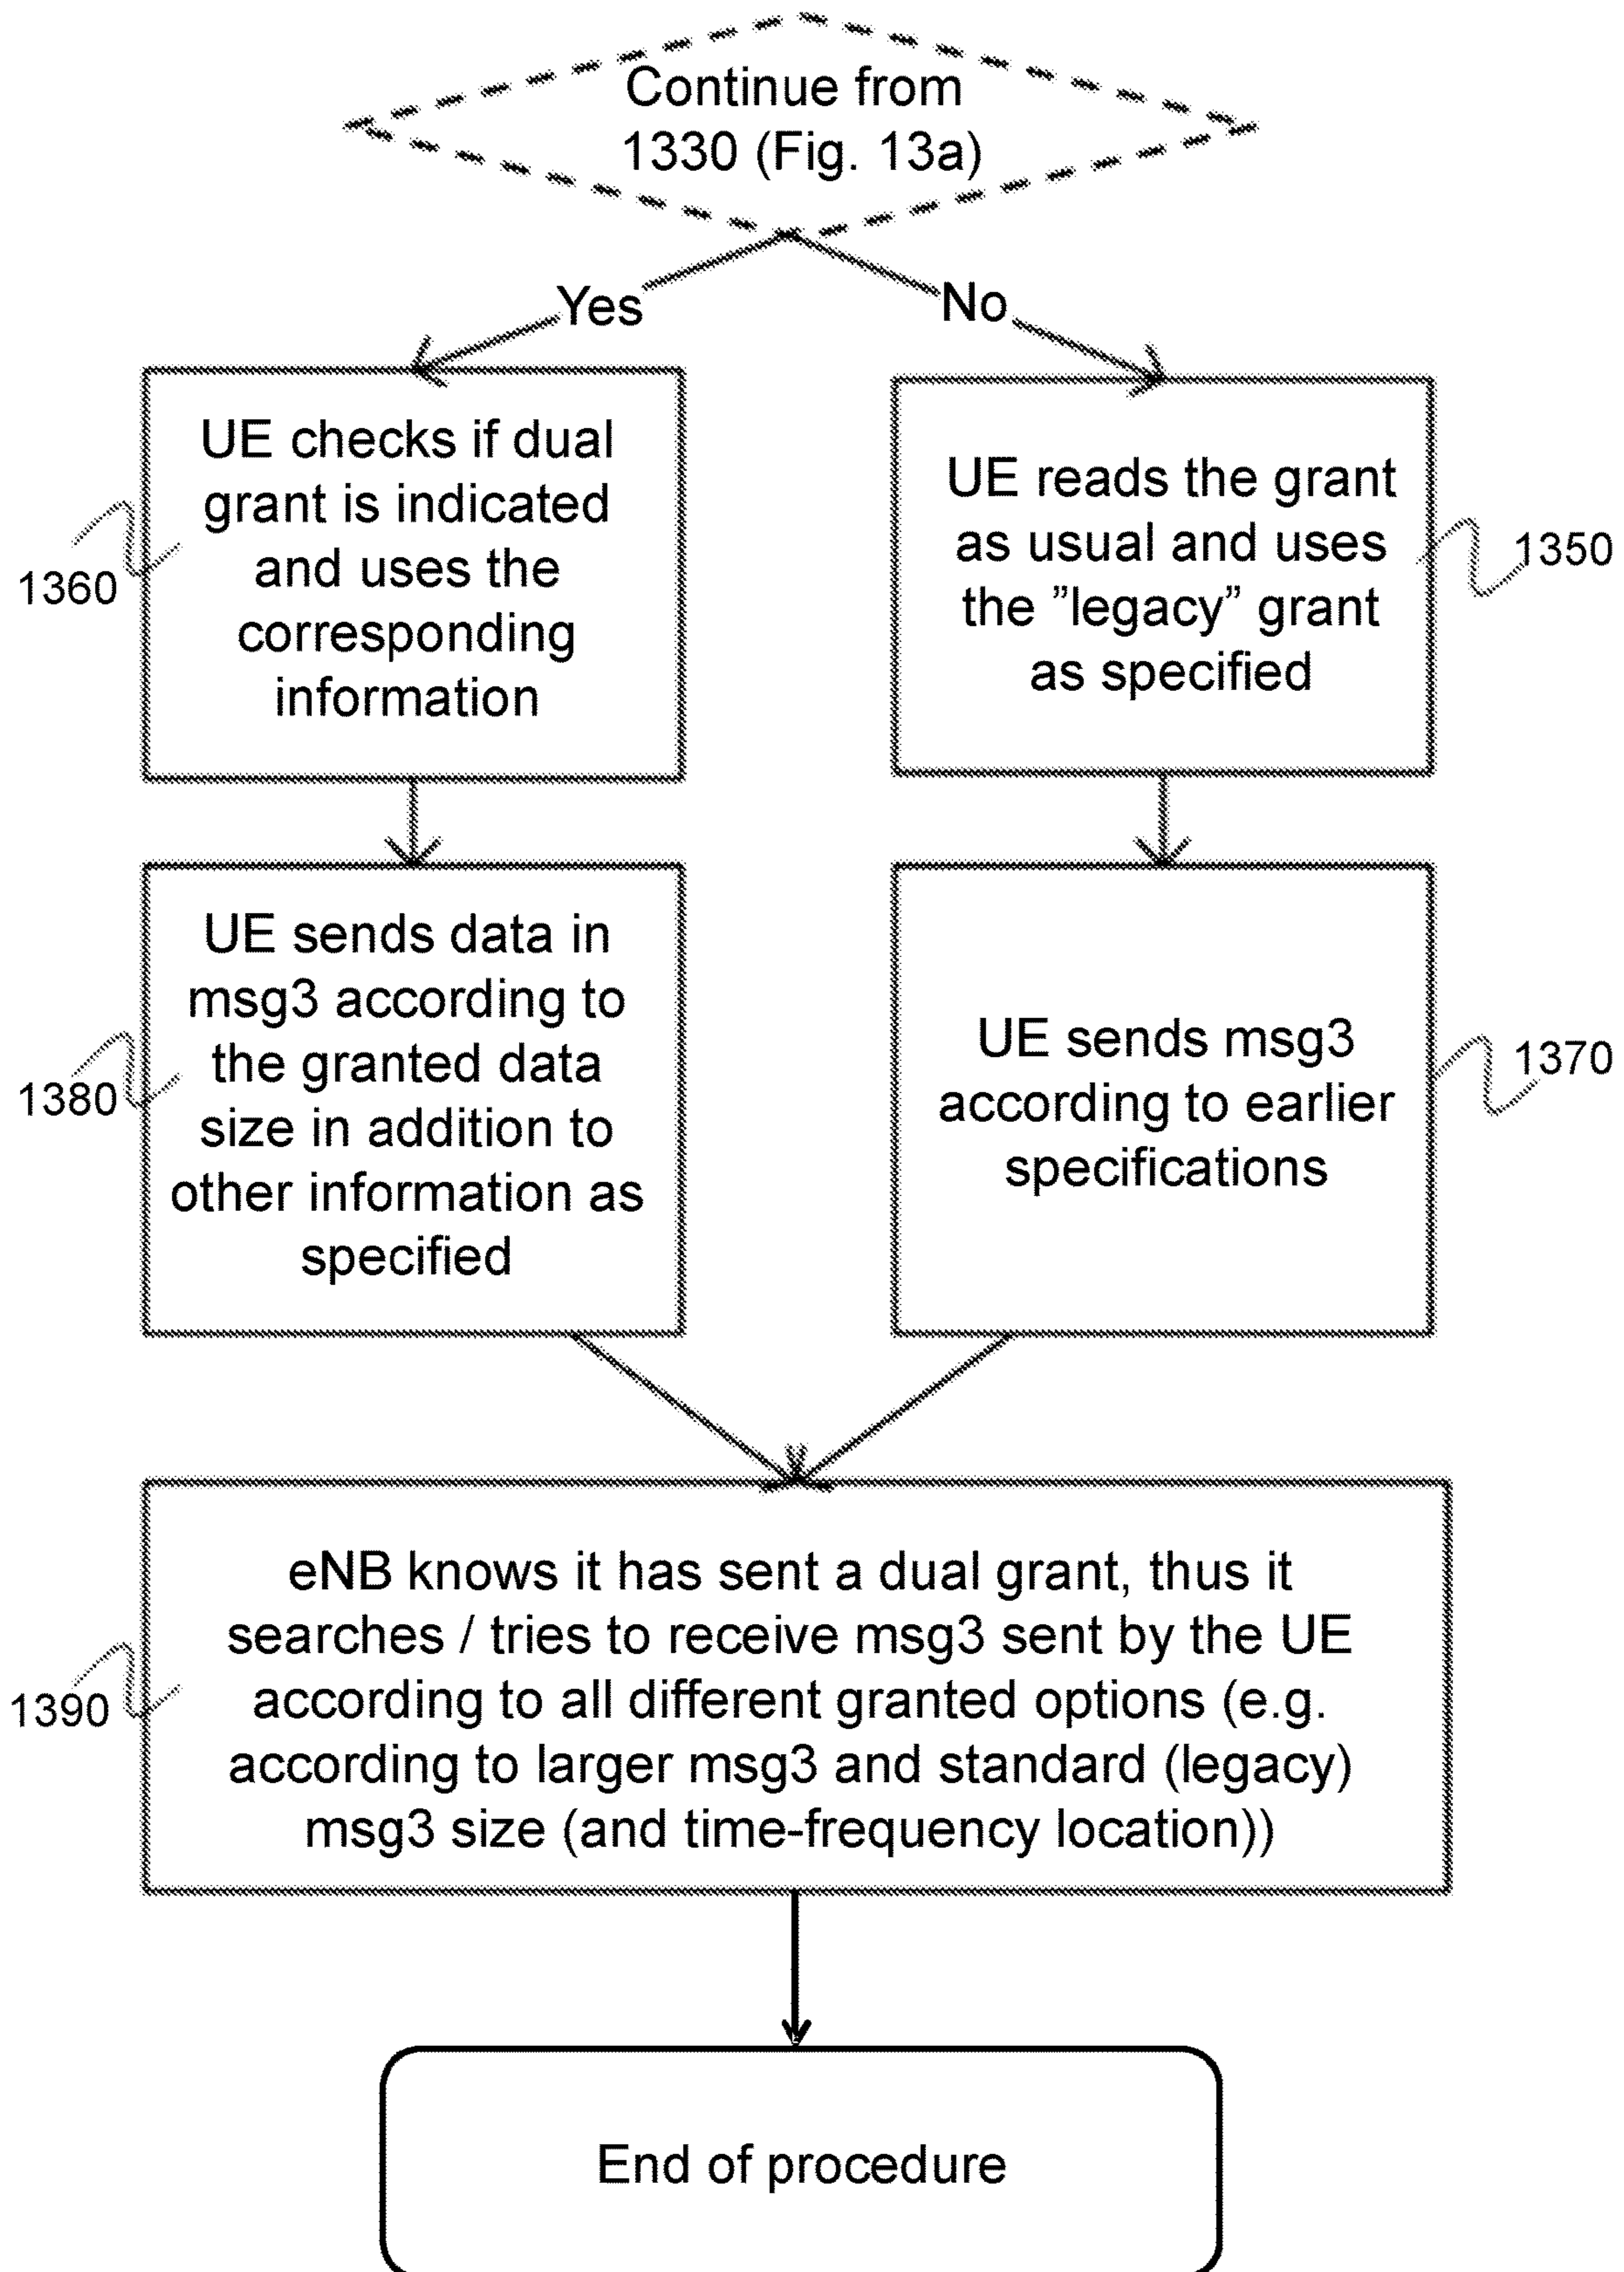 Continue from
1330 (Fig. 13a)
Yes
No
UE checks if dual
grant is indicated
and uses the
corresponding
information
1360
UE reads the grant
as usual and uses
the ”legacy” grant
as specified
1350
UE sends data in
msg3 according to
the granted data
size in addition to
other information as
specified
1380
UE sends msg3
according to earlier
specifications
1370
eNB knows it has sent a dual grant, thus it
searches / tries to receive msg3 sent by the UE
according to all different granted options (e.g.
according to larger msg3 and standard (legacy)
msg3 size (and time-frequency location))
1390
End of procedure